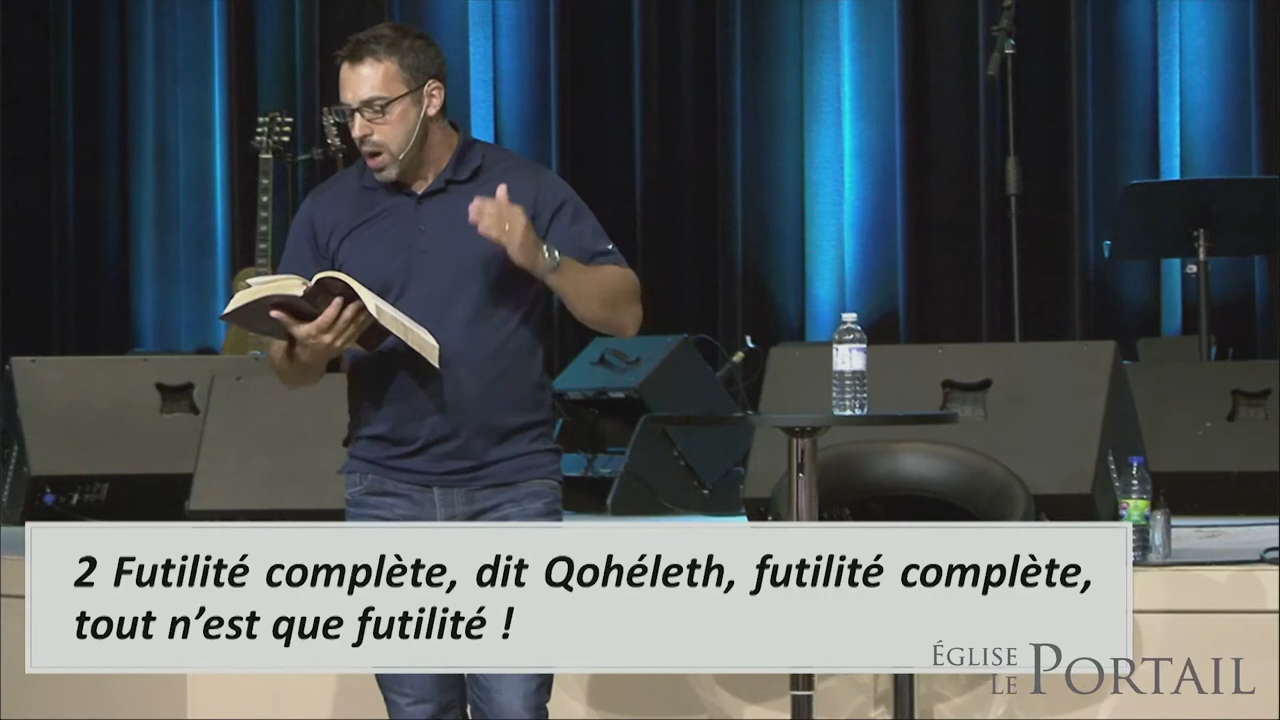 2 Futilité complète, dit Qohéleth, futilité complète,
tout n’est que futilité !
ÉGLISE
LE PORTAIL